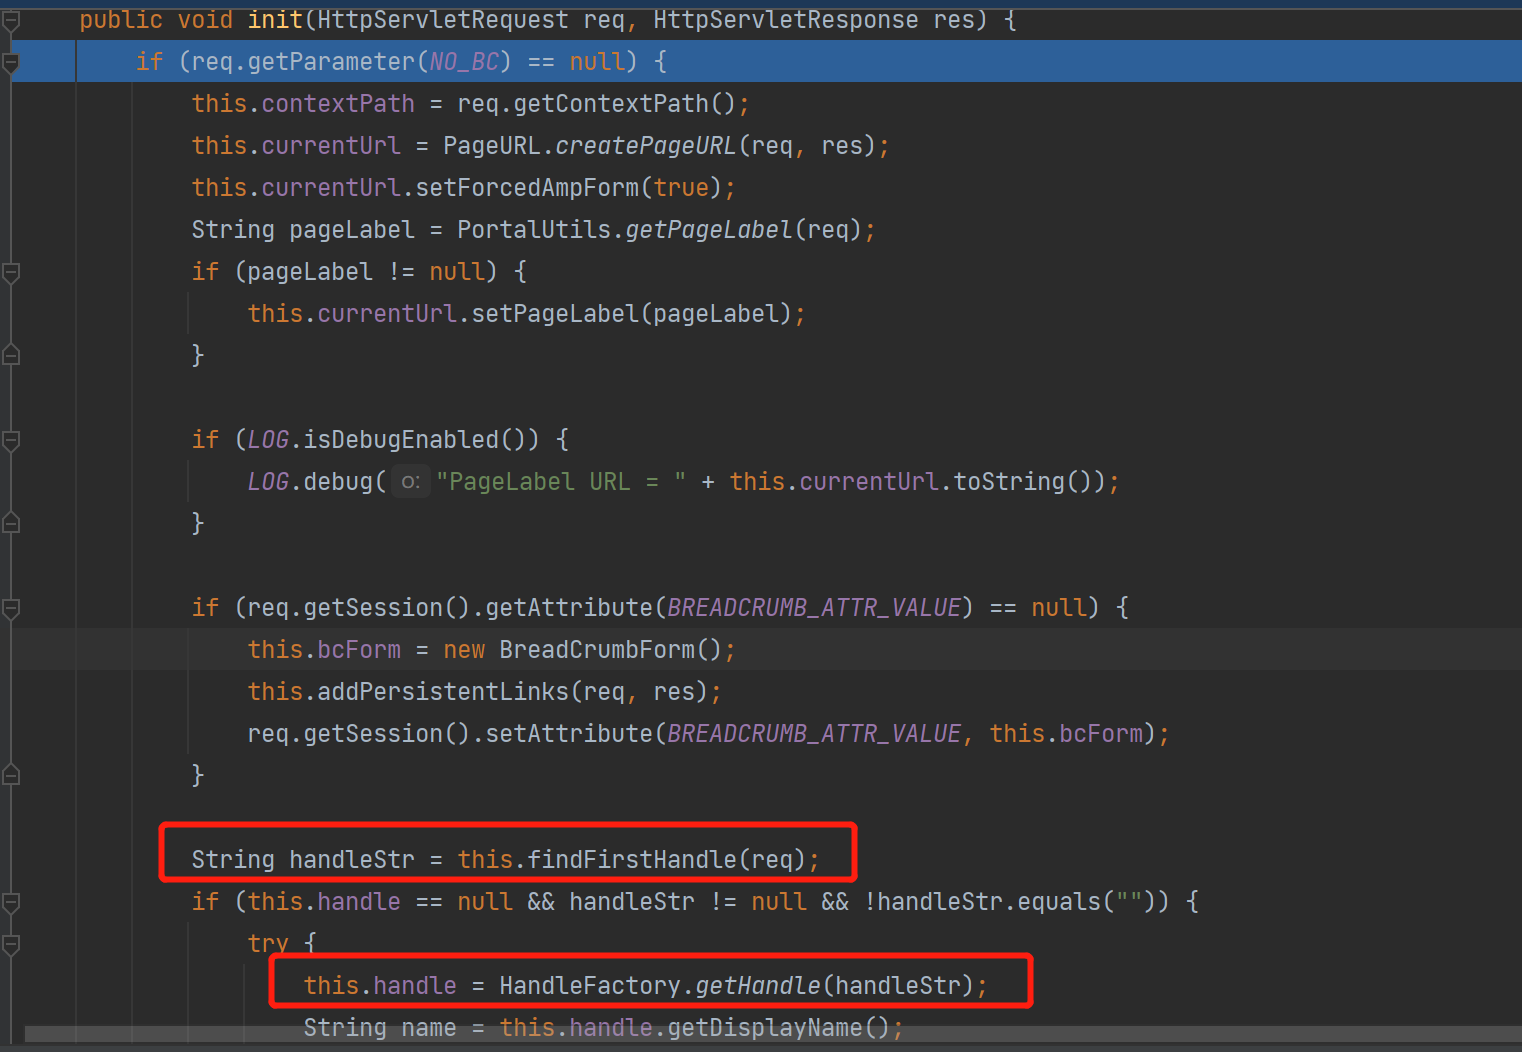 public void init(HttpServletRequest req, HttpServletResponse res) {
if (req.getParameter(NO_BC) == null) {
this.contextPath = req.getContextPath();
this.currentUrl = PageURL.createPageURL(req, res);
this.currentUrl.setForcedAmpForm(true);
String pageLabel = PortalUtils.getPageLabel(req);
if (pageLabel != null) {
this.currentUrl.setPageLabel(pageLabel);
}
if (LOG.isDebugEnabled()) {
LOG.debug( o: "PageLabel URL = " + this.currentUrl.toString());
}
if (req.getSession().getAttribute(BREADCRUMB_ATTR_VALUE) == null) {
this.bcForm = new BreadCrumbForm();
this.addPersistentLinks(req, res);
req.getSession().setAttribute(BREADCRUMB_ATTR_VALUE, this.bcForm);
}
String handleStr = this.findFirstHandle(req);
if (this.handle == null && handleStr != null && !handleStr.equals("")) {
try {
this.handle = HandleFactory.getHandle(handleStr);
String name = this.handle.getDisplayName();